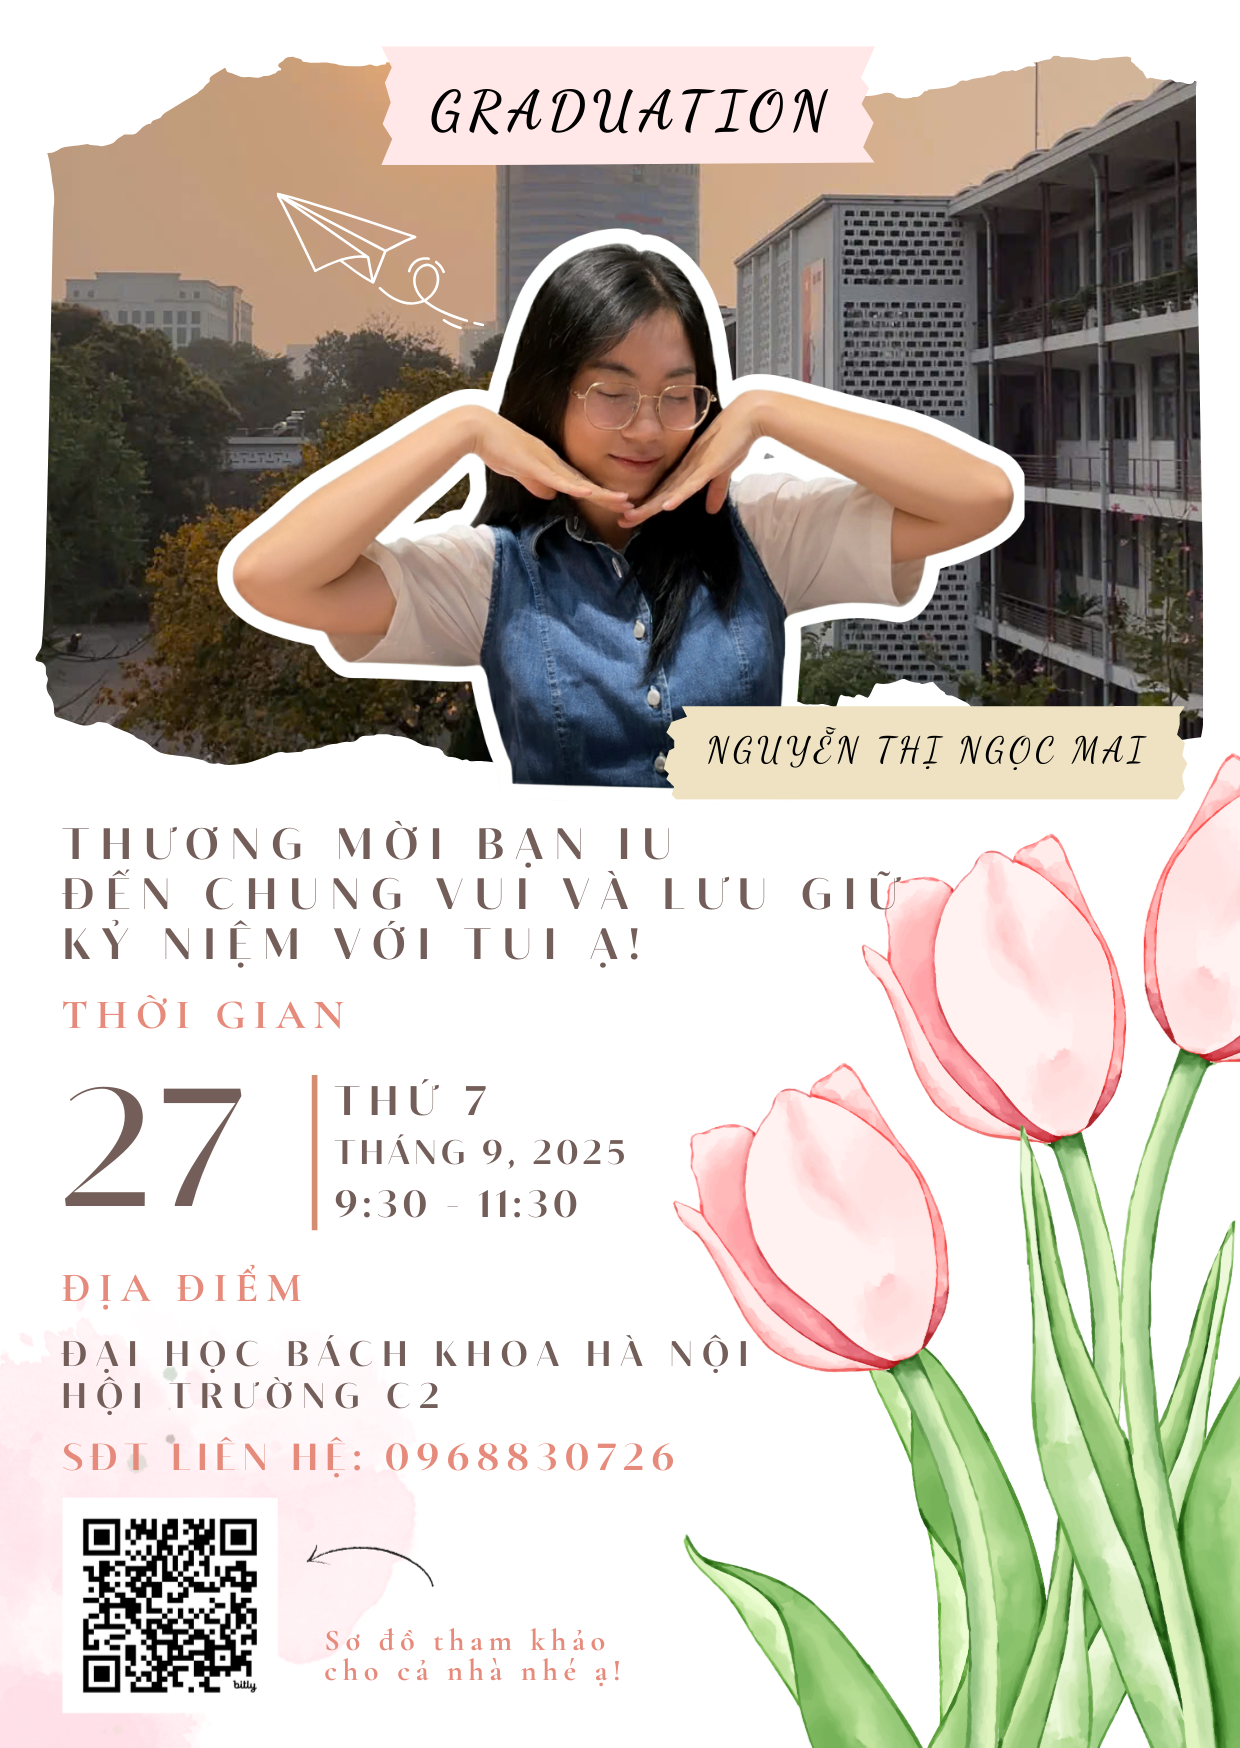 GRADUATION
NGUYỄN THỊ NGỌC MAI
THƯƠNG MỜI BẠN IU
ĐẾN CHUNG VUI VÀ LƯU GIỮ
KỶ NIỆM VỚI TUI Ạ!
THỜI GIAN
27
THỨ 7
THÁNG 9, 2025
9:30 - 11:30
ĐỊA ĐIỂM
ĐẠI HỌC BÁCH KHOA HÀ NỘI
HỘI TRƯỜNG C2
SĐT LIÊN HỆ: 0968830726
bitly
Sơ đồ tham khảo
cho cả nhà nhé ạ!